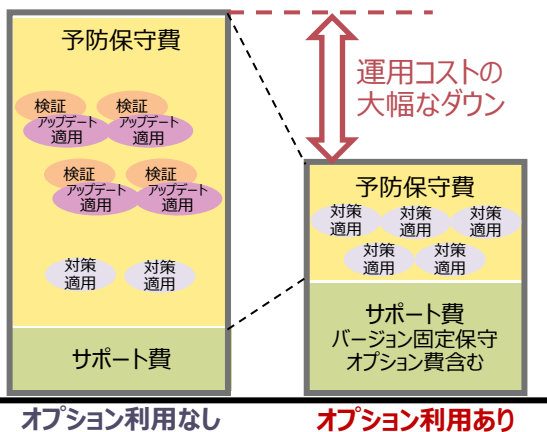 予防保守費
検証
アップデート
適用
検証
アップデート
適用
検証
アップデート
適用
検証
アップデート
適用
対策
適用
対策
適用
サポート費
オプション利用なし
運用コストの
大幅なダウン
予防保守費
対策
適用
対策
適用
対策
適用
対策
適用
対策
適用
サポート費
バージョン固定保守
オプション費含む
オプション利用あり